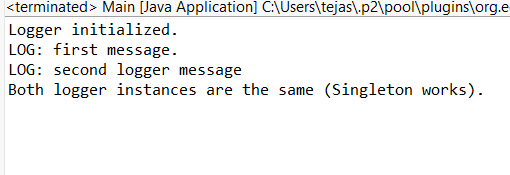 <terminated> Main [Java Application] C:\Users\tejas\.p2\pool\plugins\org.e
Logger initialized.
LOG: first message.
LOG: second logger message
Both logger instances are the same (Singleton works).